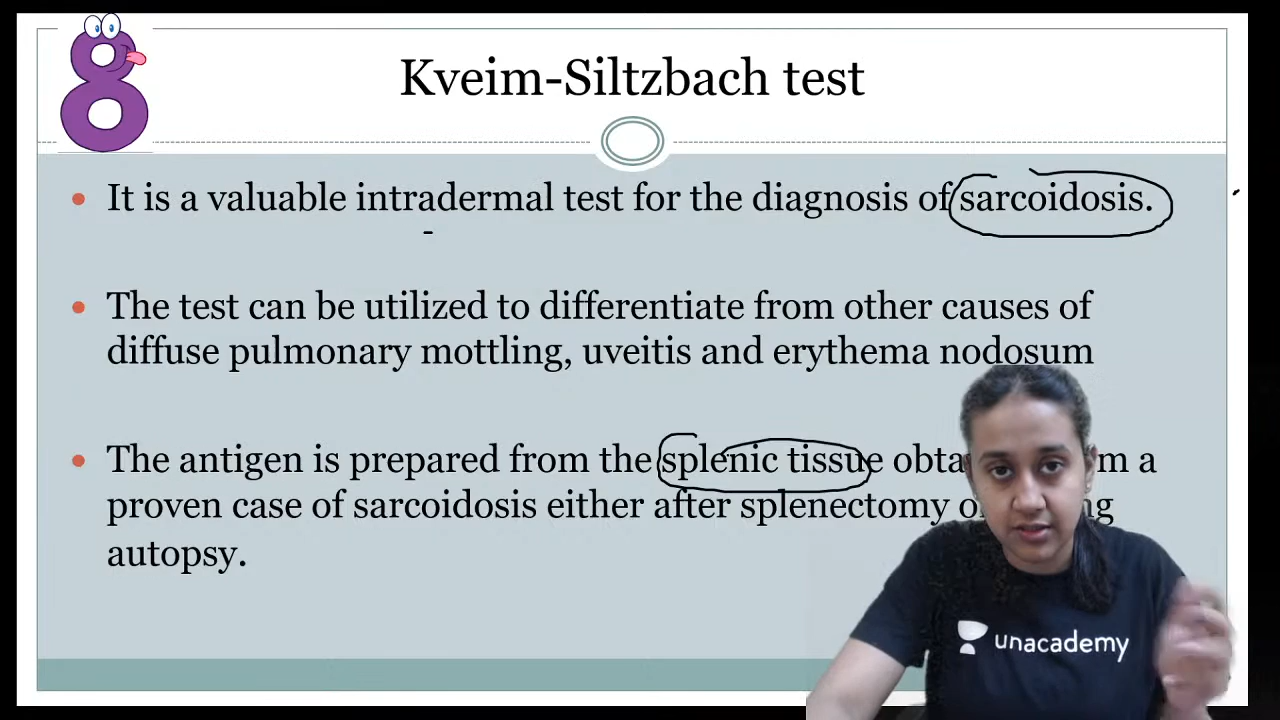 8
Kveim-Siltzbach test
• It is a valuable intradermal test for the diagnosis of sarcoidosis.
• The test can be utilized to differentiate from other causes of
diffuse pulmonary mottling, uveitis and erythema nodosum
• The antigen is prepared from the splenic tissue a
proven case of sarcoidosis either after splenectomy
autopsy.
unacademy